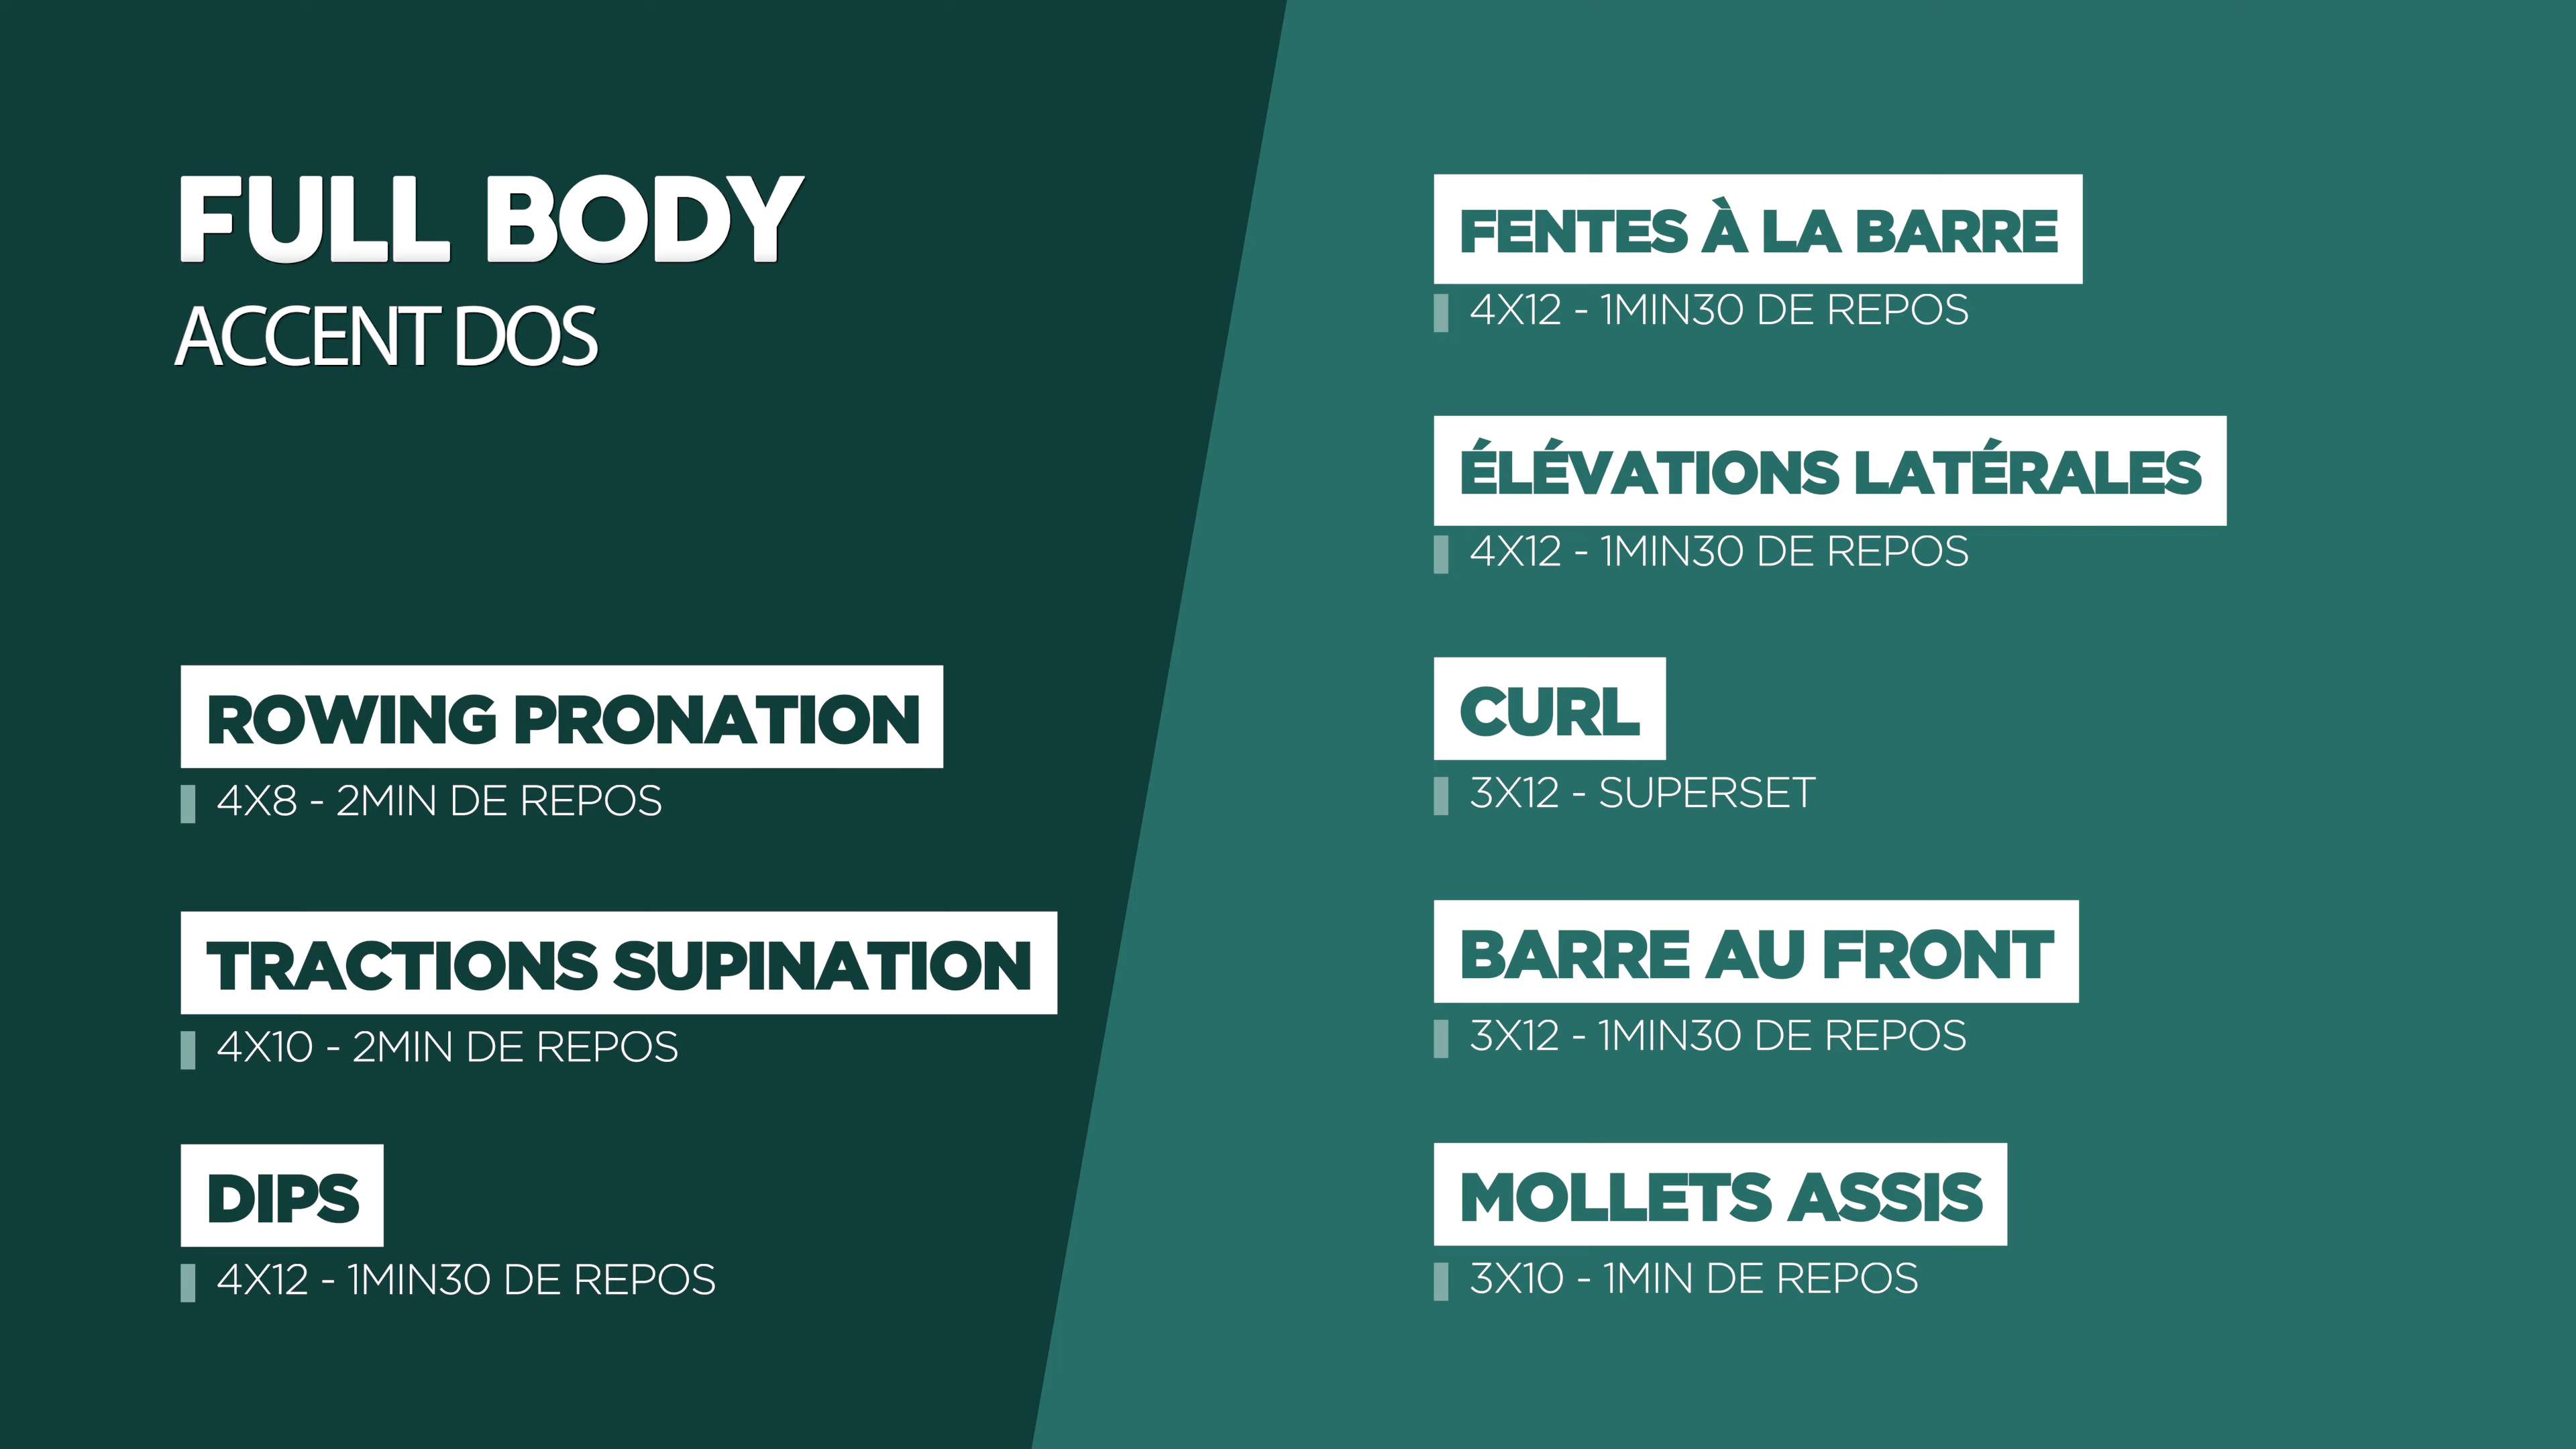 FULL BODY
ACCENT DOS
ROWING PRONATION
4X8 - 2MIN DE REPOS
TRACTIONS SUPINATION
4X10 - 2MIN DE REPOS
DIPS
4X12 - 1MIN30 DE REPOS
FENTES À LA BARRE
4X12 - 1MIN30 DE REPOS
ÉLÉVATIONS LATÉRALES
4X12 - 1MIN30 DE REPOS
CURL
3X12 - SUPERSET
BARRE AU FRONT
3X12 - 1MIN30 DE REPOS
MOLLETS ASSIS
3X10 - 1MIN DE REPOS